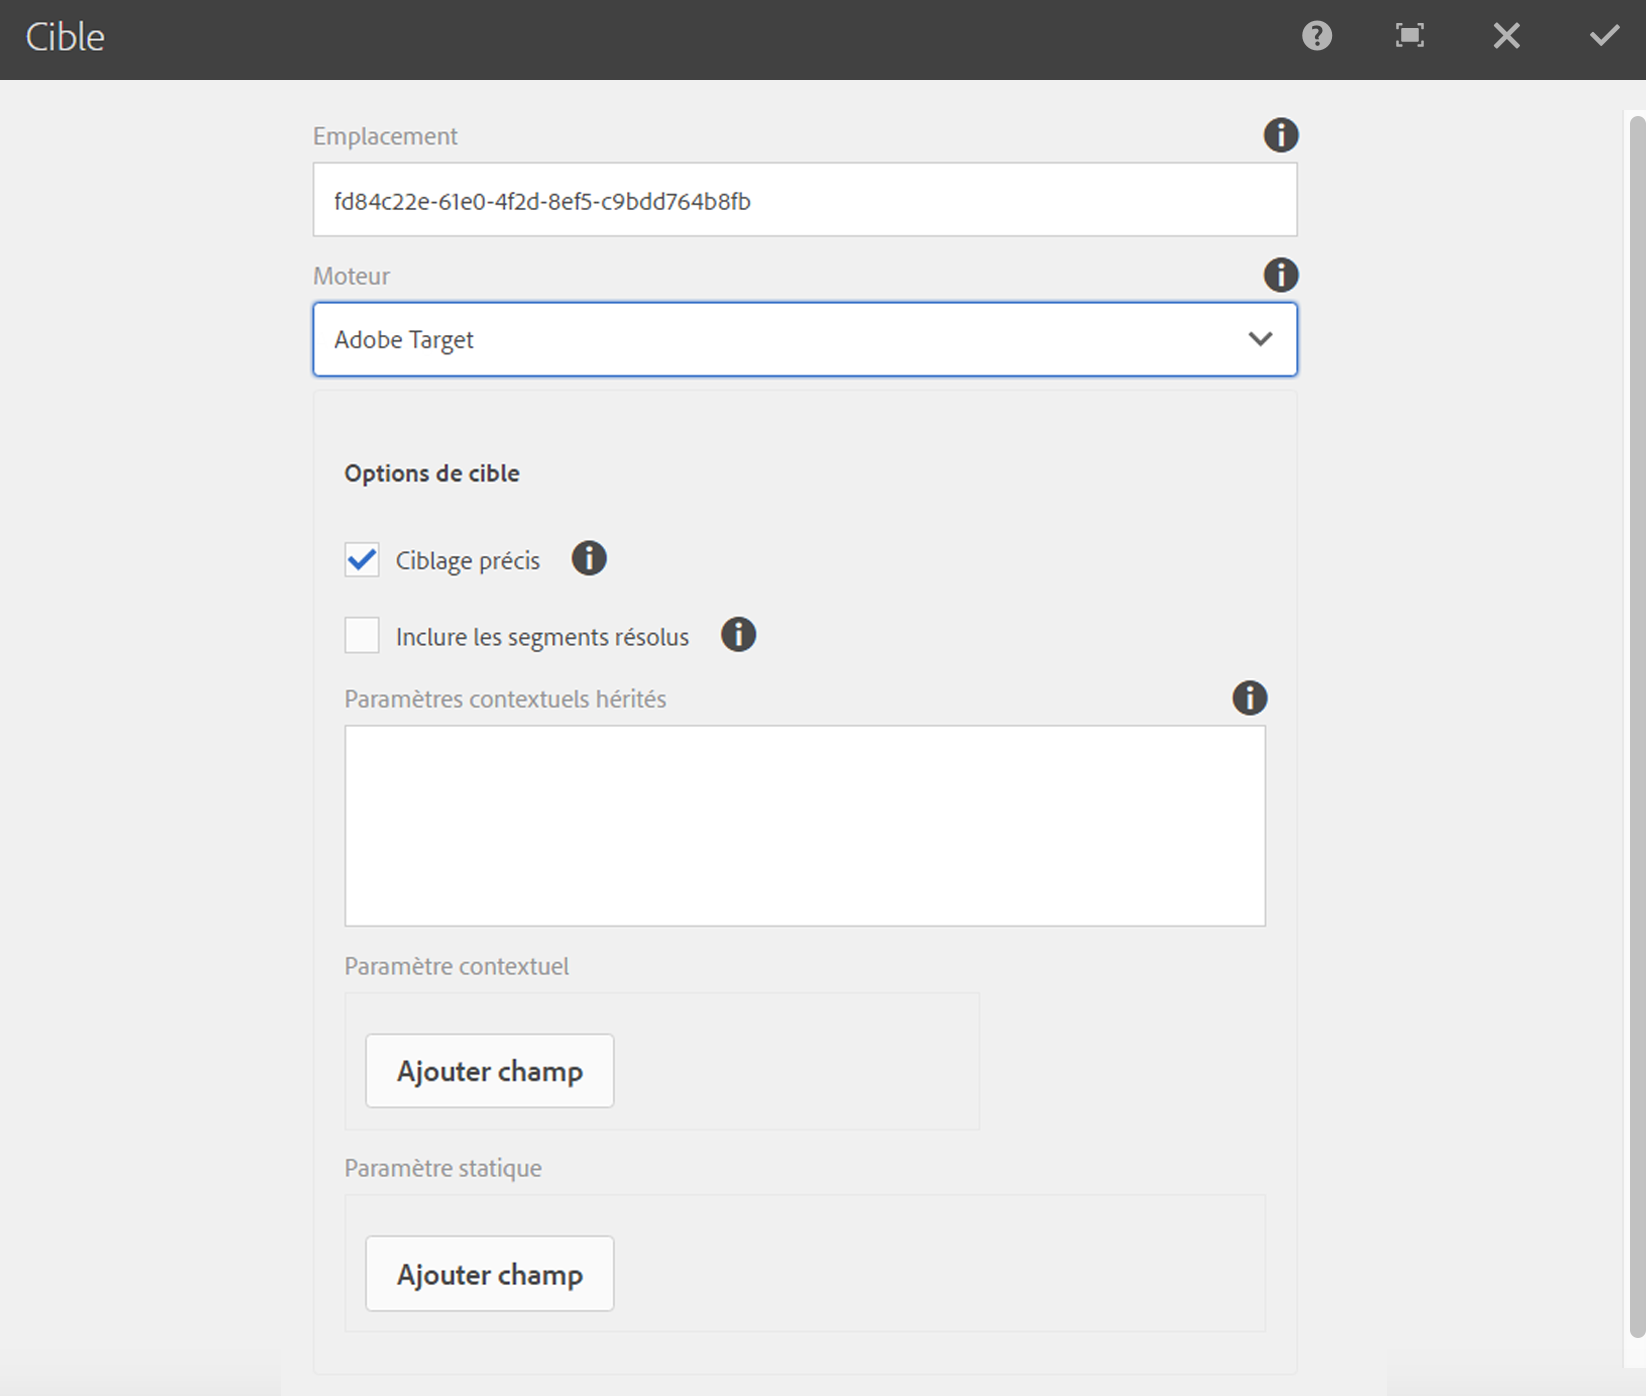 Cible
Emplacement
fd84c22e-61e0-4f2d-8ef5-c9bdd764b8fb
Moteur
Adobe Target
Options de cible
Ciblage précis
Inclure les segments résolus
Paramètres contextuels hérités
Paramètre contextuel
Ajouter champ
Paramètre statique
Ajouter champ